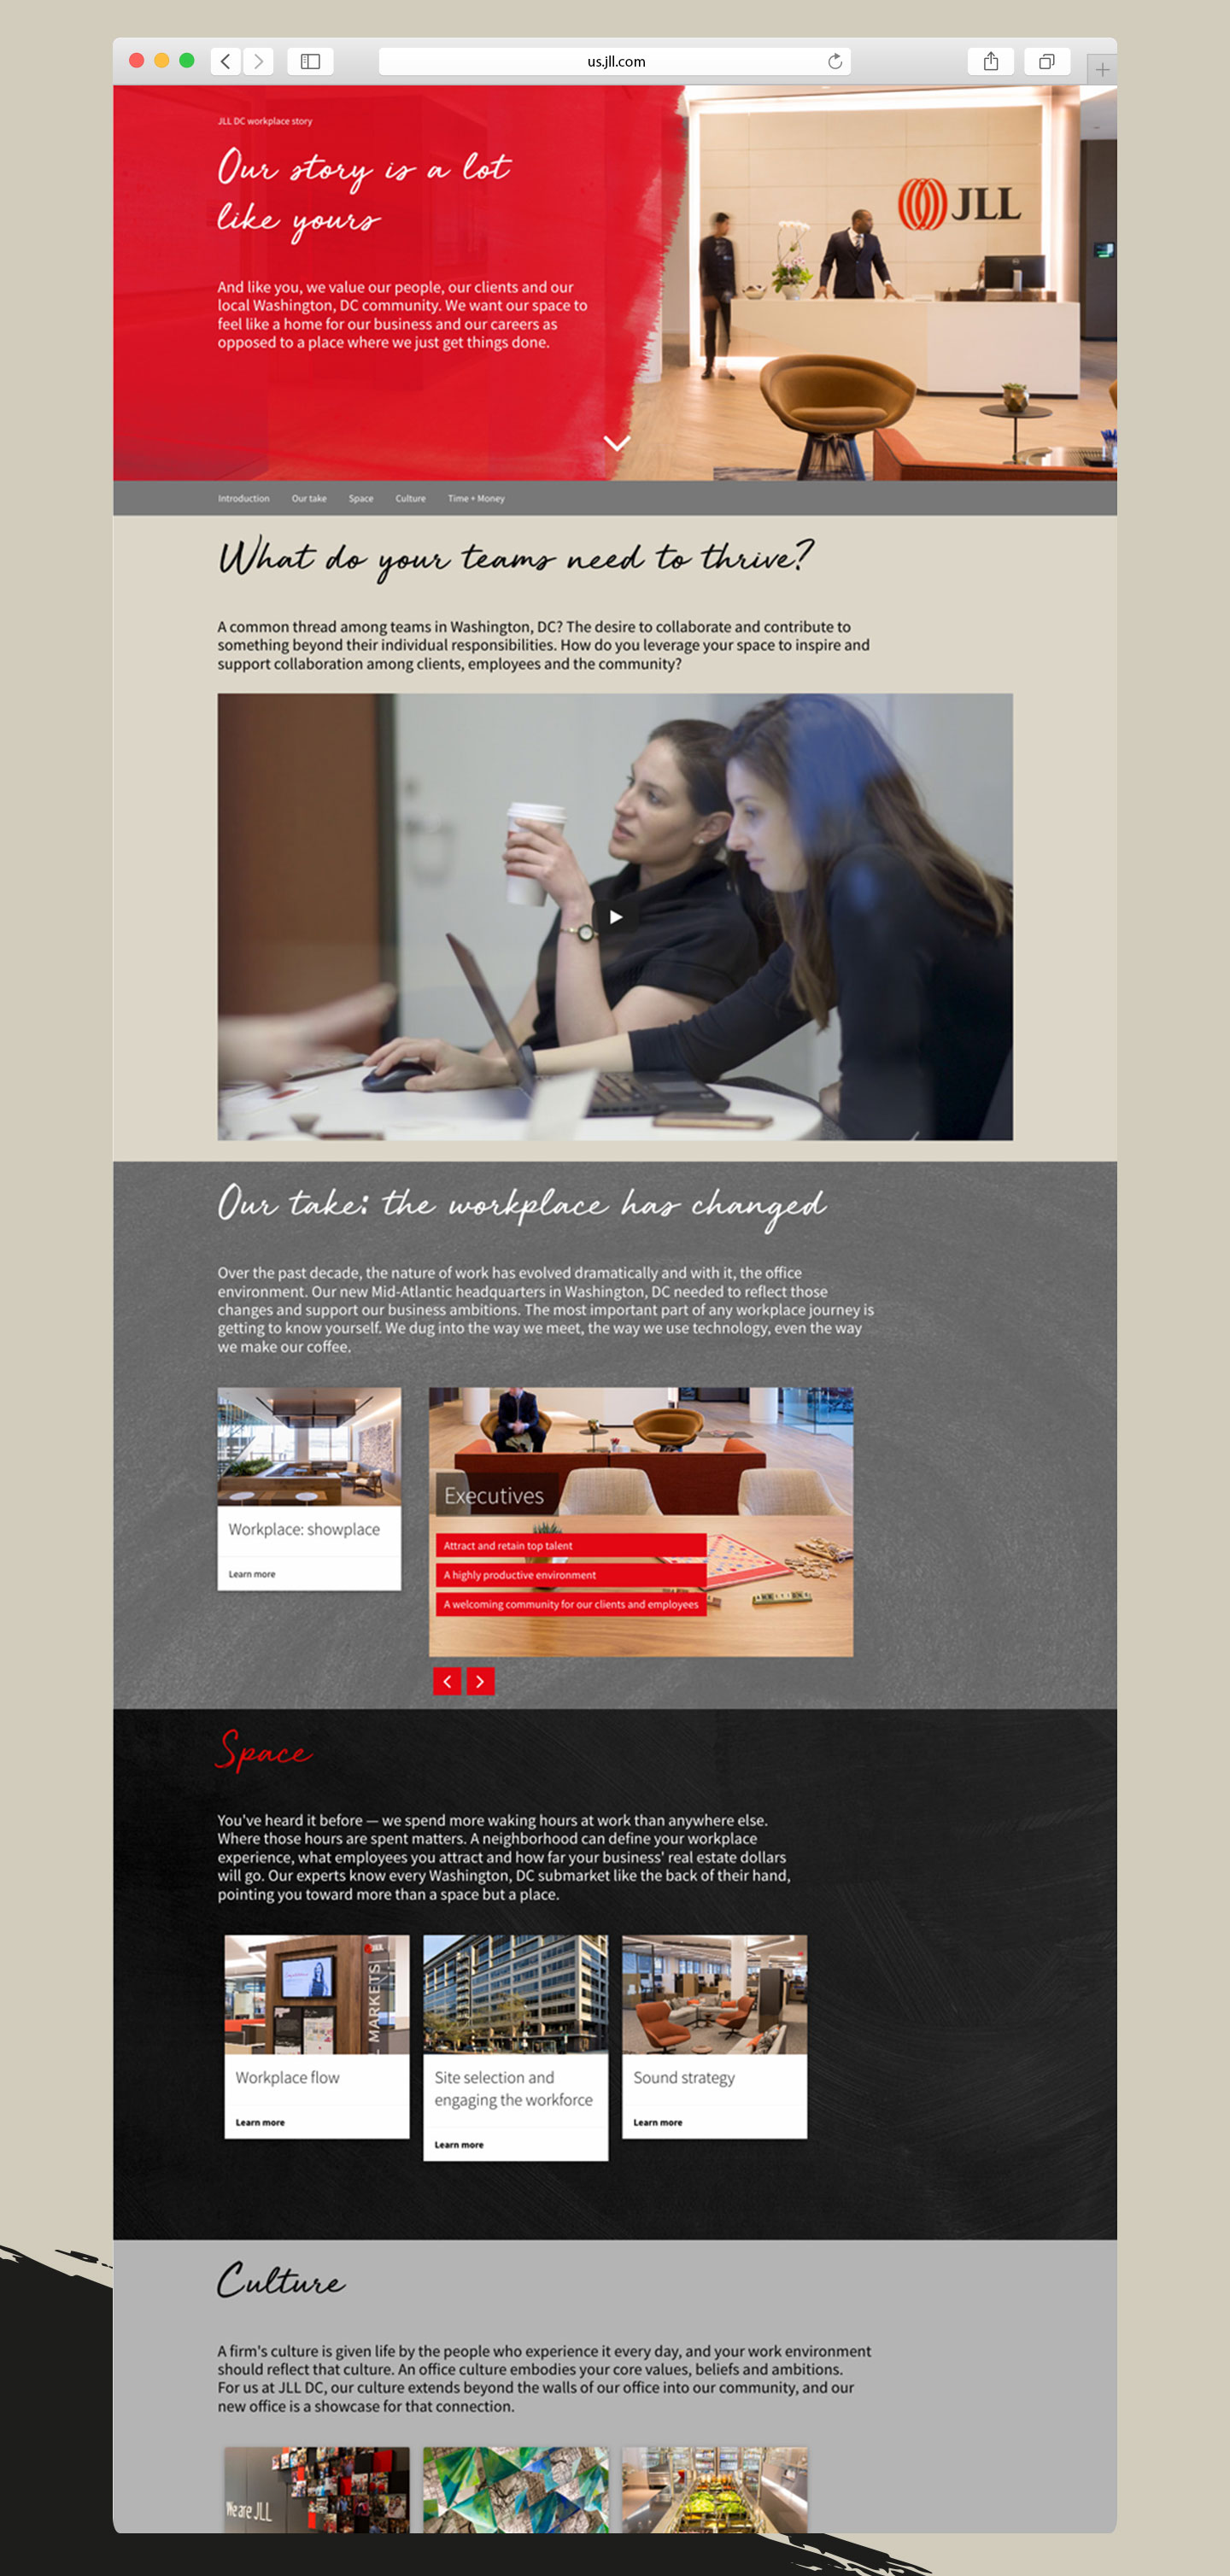 us.jll.com
JLL DC workplace story
Our story is a lot
like yours
JLL
And like you, we value our people, our clients and our
local Washington, DC community. We want our space to
feel like a home for our business and our careers as
opposed to a place where we just get things done.
Introduction Our take Space Culture Time + Money
What do your teams need to thrive?
A common thread among teams in Washington, DC? The desire to collaborate and contribute to
something beyond their individual responsibilities. How do you leverage your space to inspire and
support collaboration among clients, employees and the community?
Our take: the workplace has changed
Over the past decade, the nature of work has evolved dramatically and with it, the office
environment. Our new Mid-Atlantic headquarters in Washington, DC needed to reflect those
changes and support our business ambitions. The most important part of any workplace journey is
getting to know yourself. We dug into the way we meet, the way we use technology, even the way
we make our coffee.
Workplace: showplace
Learn more
Executives
Attract and retain top talent
A highly productive environment
A welcoming community for our clients and employees
Space
You've heard it before — we spend more waking hours at work than anywhere else.
Where those hours are spent matters. A neighborhood can define your workplace
experience, what employees you attract and how far your business' real estate dollars
will go. Our experts know every Washington, DC submarket like the back of their hand,
pointing you toward more than a space but a place.
MARKETS
Workplace flow
Learn more
Site selection and
engaging the workforce
Learn more
Sound strategy
Learn more
Culture
A firm's culture is given life by the people who experience it every day, and your work environment
should reflect that culture. An office culture embodies your core values, beliefs and ambitions.
For us at JLL DC, our culture extends beyond the walls of our office into our community, and our
new office is a showcase for that connection.
We are JLL